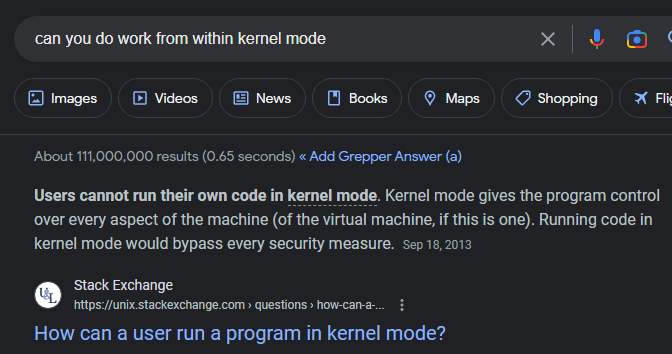 can you do work from within kernel mode
Images Videos News Books Maps Shopping
About 111,000,000 results (0.65 seconds) « Add Grepper Answer (a)
Users cannot run their own code in kernel mode. Kernel mode gives the program control
over every aspect of the machine (of the virtual machine, if this is one). Running code in
kernel mode would bypass every security measure. Sep 18, 2013
U&L
Stack Exchange
https://unix.stackexchange.com › questions › how-can-a-...
How can a user run a program in kernel mode?